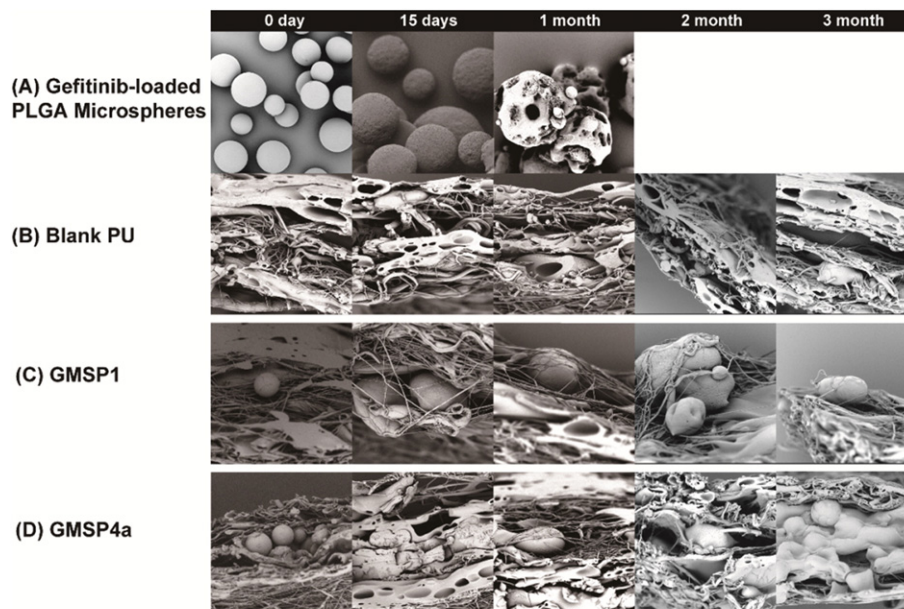 0 day 15 days 1 month 2 month 3 month
(A) Gefitinib-loaded
PLGA Microspheres
(B) Blank PU
(C) GMSP1
(D) GMSP4a